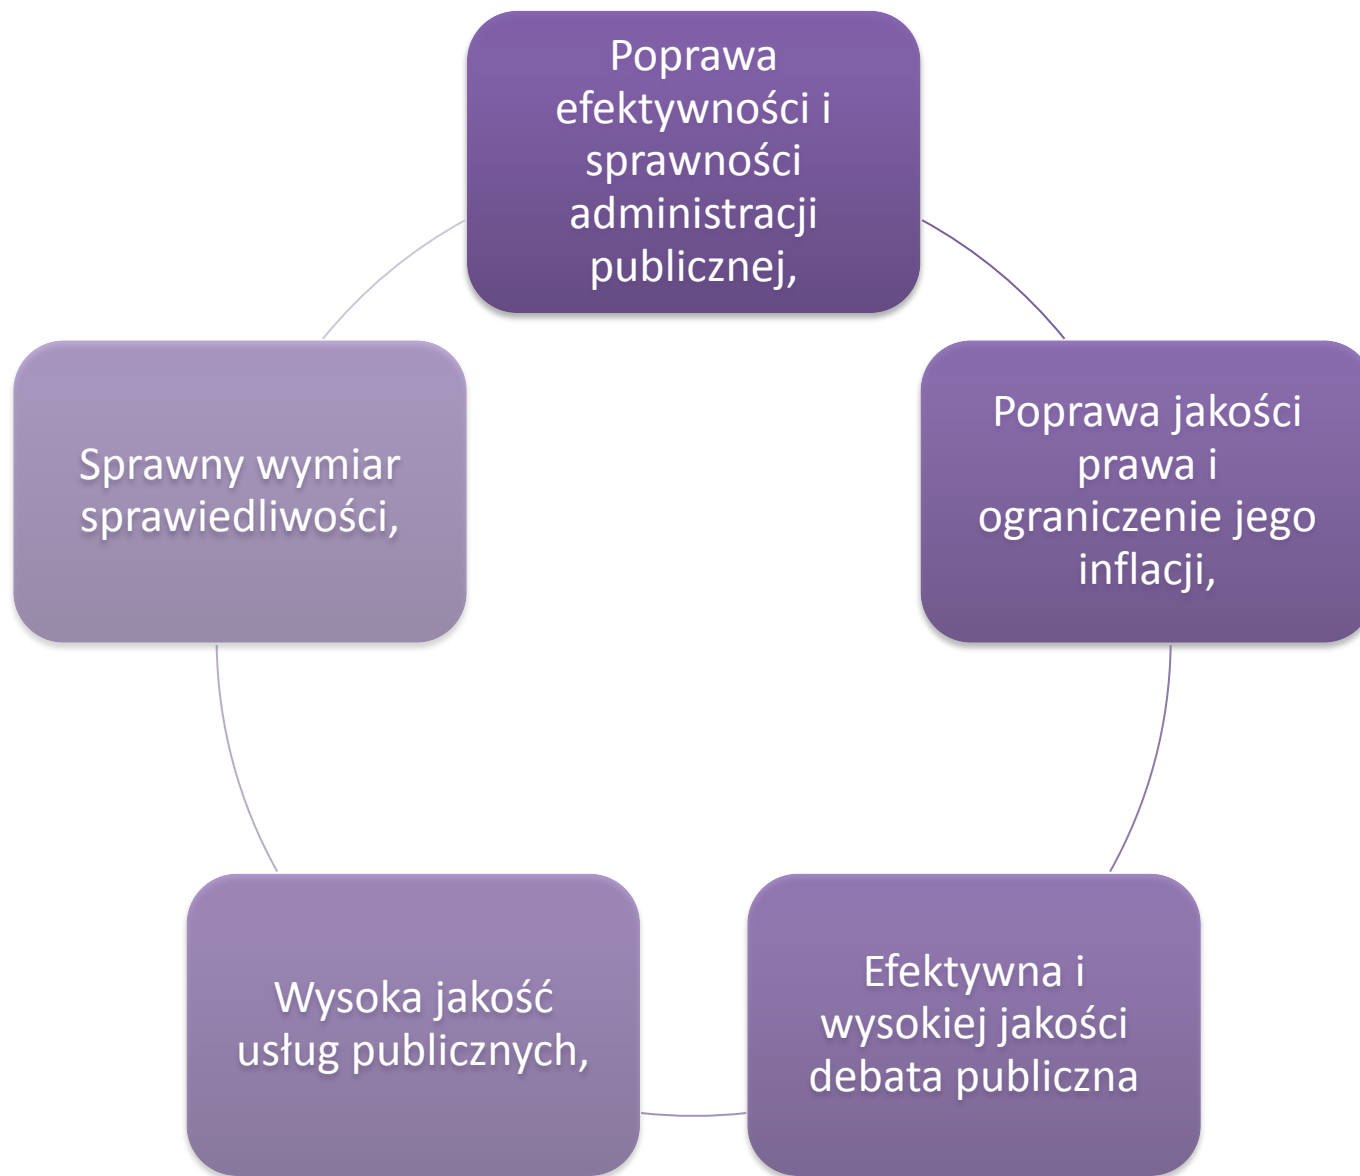 Poprawa
efektywności i
sprawności
administracji
publicznej,
Poprawa jakości
prawa i
ograniczenie jego
inflacji,
Efektywna i
wysokiej jakości
debata publiczna
Wysoka jakość
usług publicznych,
Sprawny wymiar
sprawiedliwości,